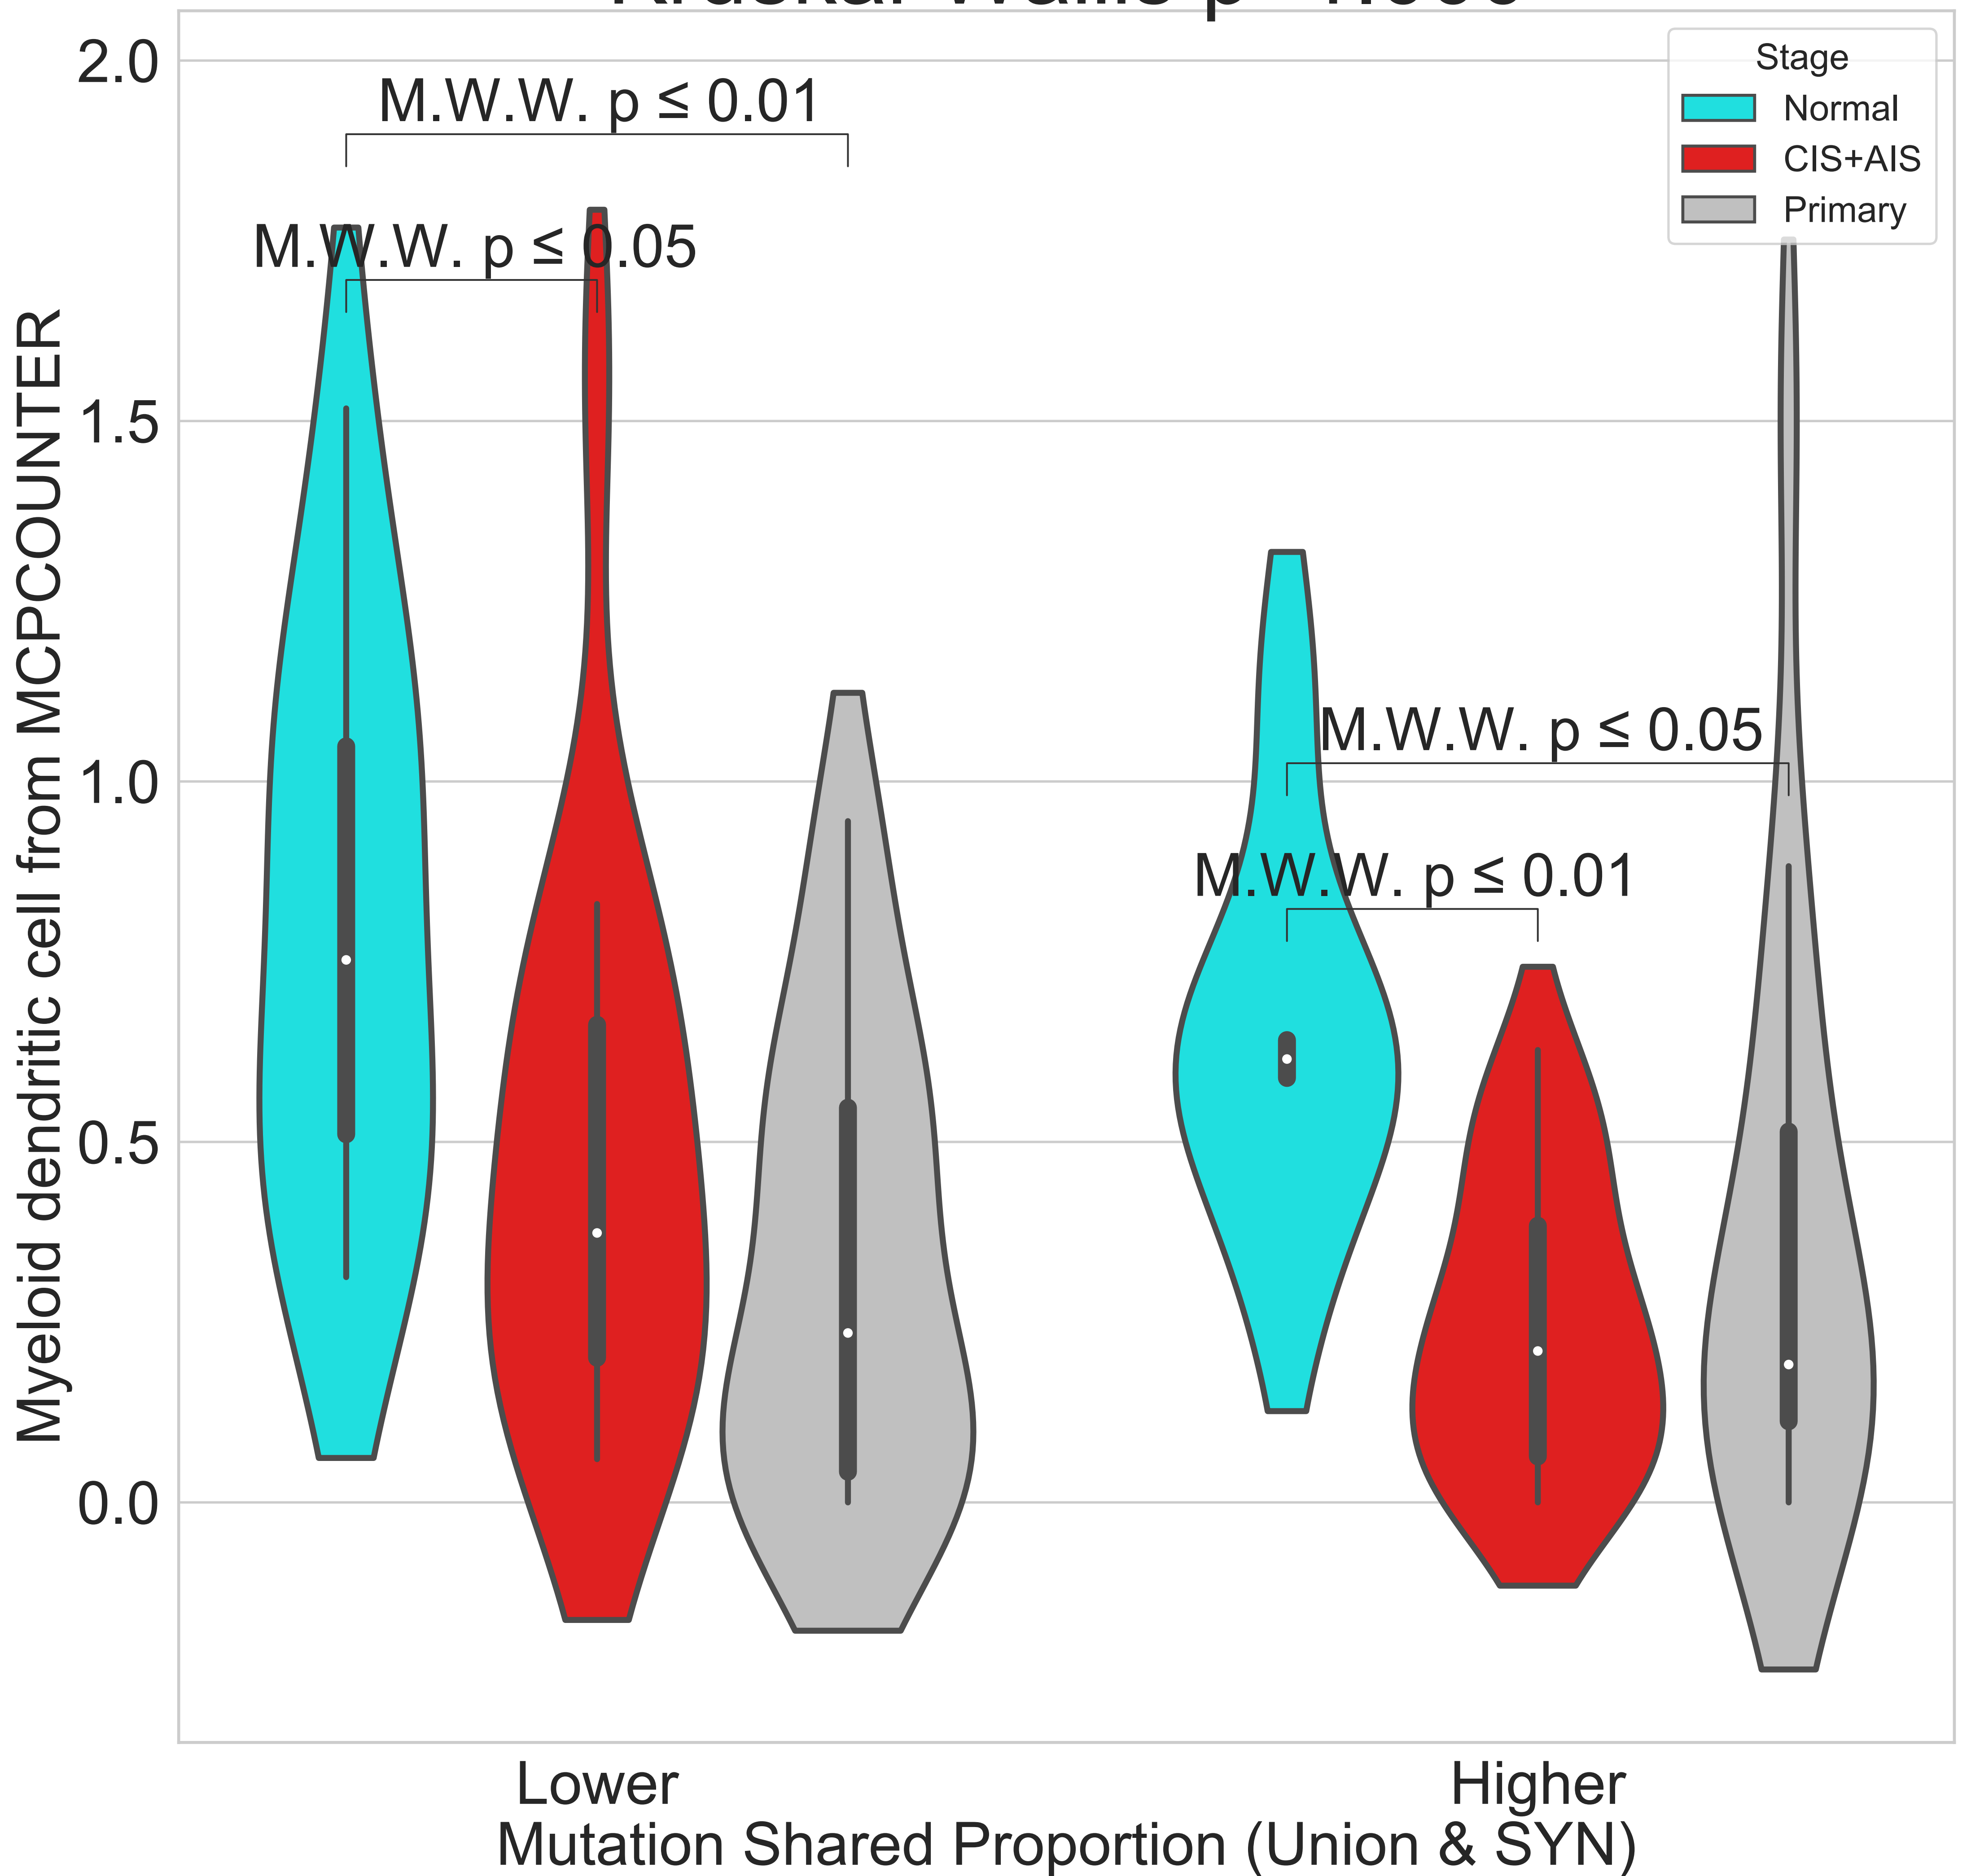 2.0
1.5
1.0
0.5
0.0
Myeloid dendritic cell from MCPCOUNTER
M.W.W. p ≤ 0.01
M.W.W. p ≤ 0.05
M.W.W. p ≤ 0.05
M.W.W. p ≤ 0.01
Stage
Normal
CIS+AIS
Primary
Lower
Higher
Mutation Shared Proportion (Union & SYN)